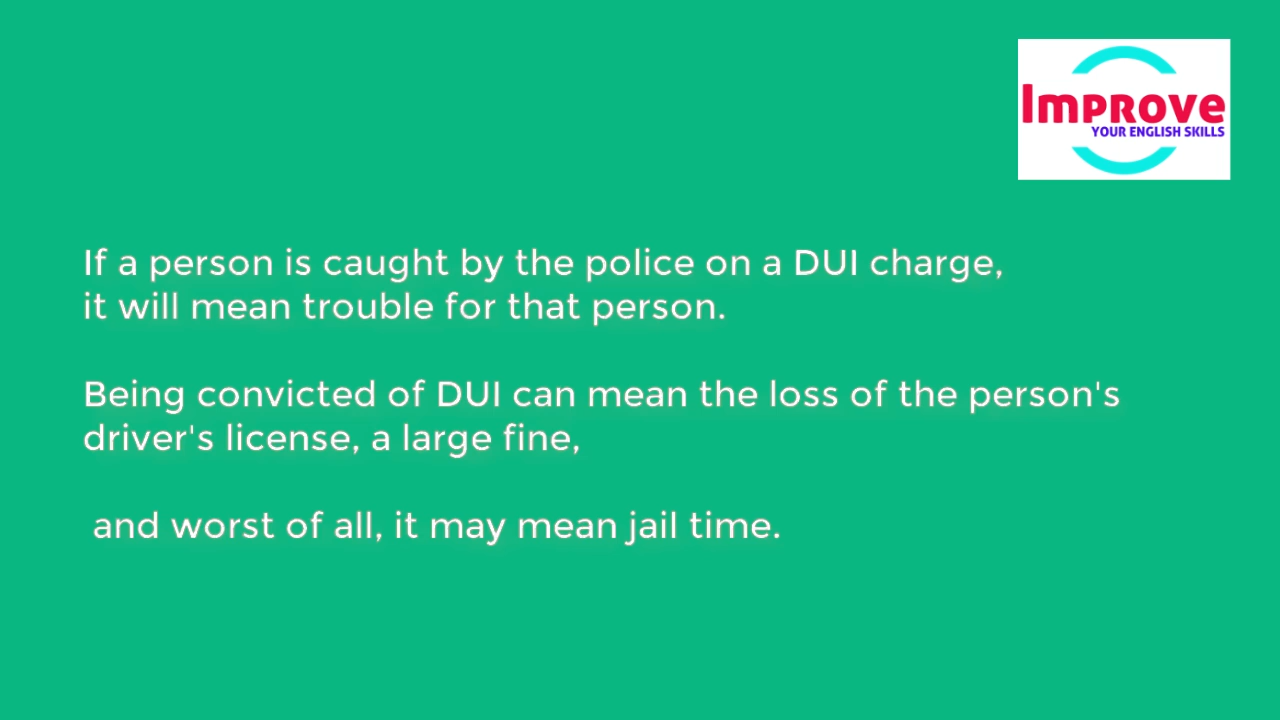 Improve
YOUR ENGLISH SKILLS
If a person is caught by the police on a DUI charge,
it will mean trouble for that person.
Being convicted of DUI can mean the loss of the person's
driver's license, a large fine,
and worst of all, it may mean jail time.